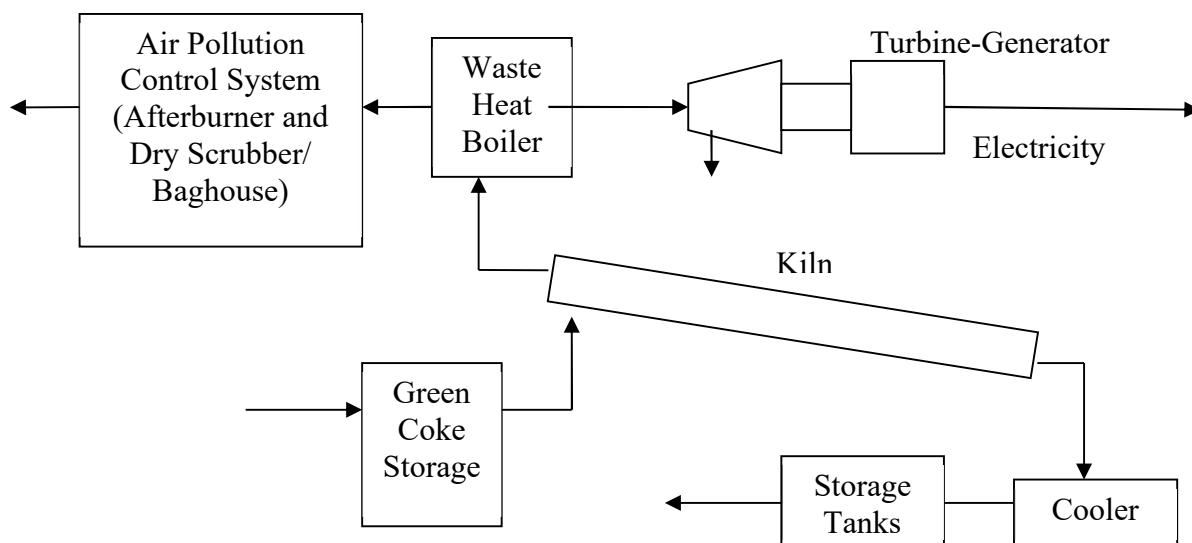 Air Pollution
Control System
(Afterburner and
Dry Scrubber/
Baghouse)
Waste
Heat
Boiler
Turbine-Generator
Electricity
Kiln
Green
Coke
Storage
Storage
Tanks
Cooler